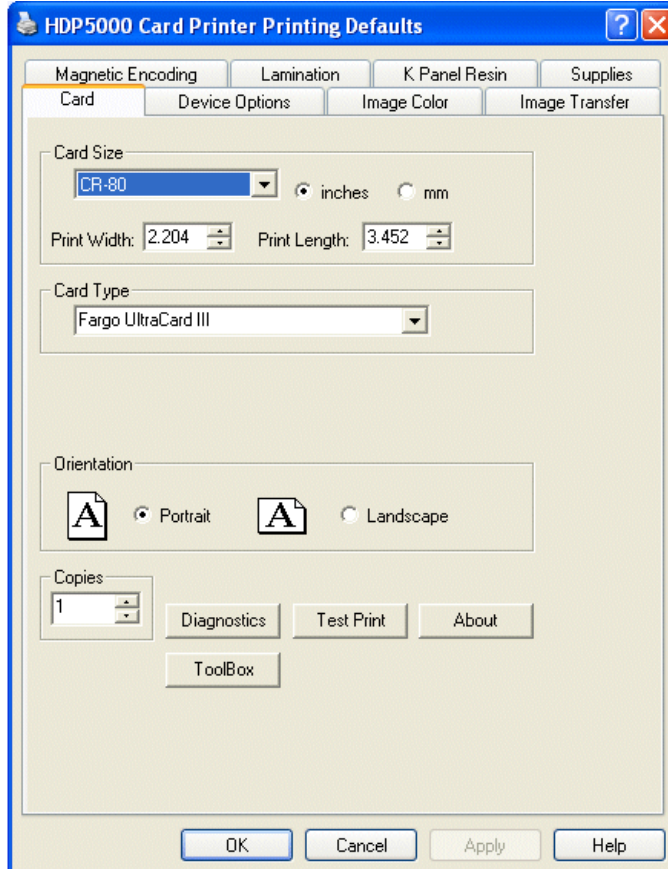 HDP5000 Card Printer Printing Defaults
Magnetic Encoding Lamination K Panel Resin Supplies
Card Device Options Image Color Image Transfer
Card Size
CR-80 inches mm
Print Width: 2.204 Print Length: 3.452
Card Type
Fargo UltraCard III
Orientation
A Portrait A Landscape
Copies
1
Diagnostics Test Print About
ToolBox
OK Cancel Apply Help